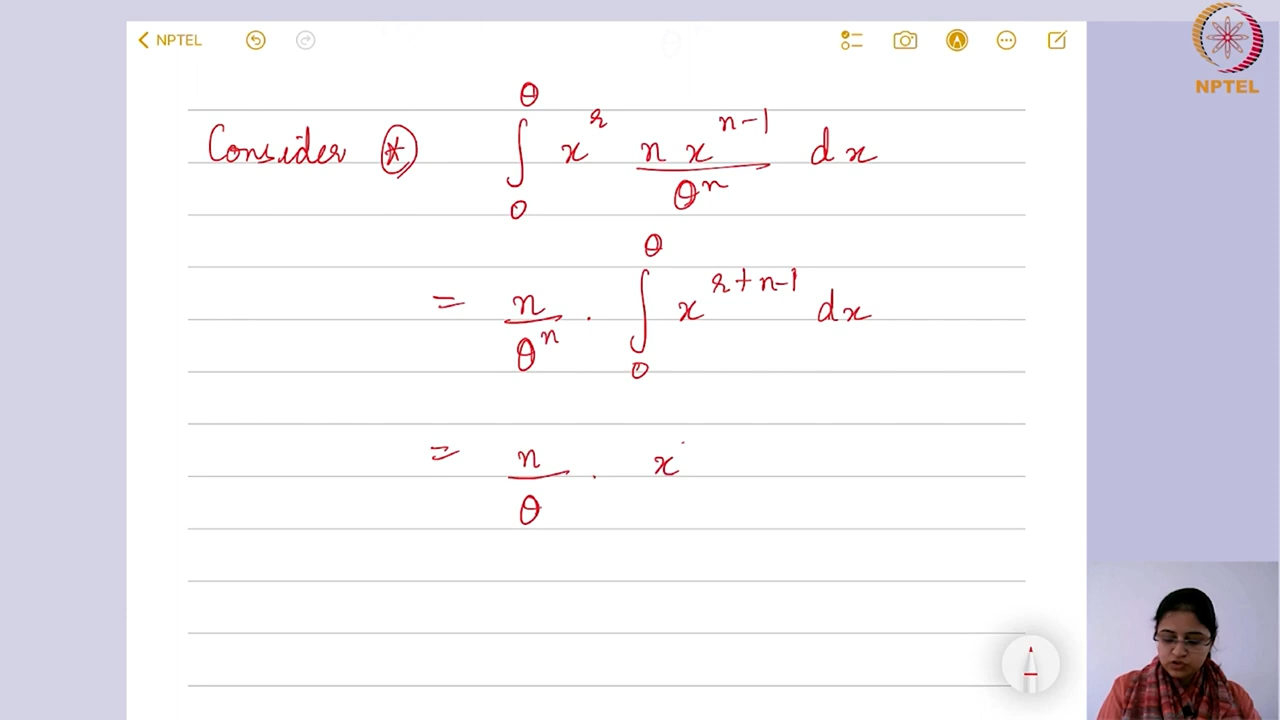 NPTEL
NPTEL
Consider ⊛ ∫₀^θ x^r (n x^{n-1} / θ^n) dx
= n/θ^n · ∫₀^θ x^{r+n-1} dx
= n/θ · x